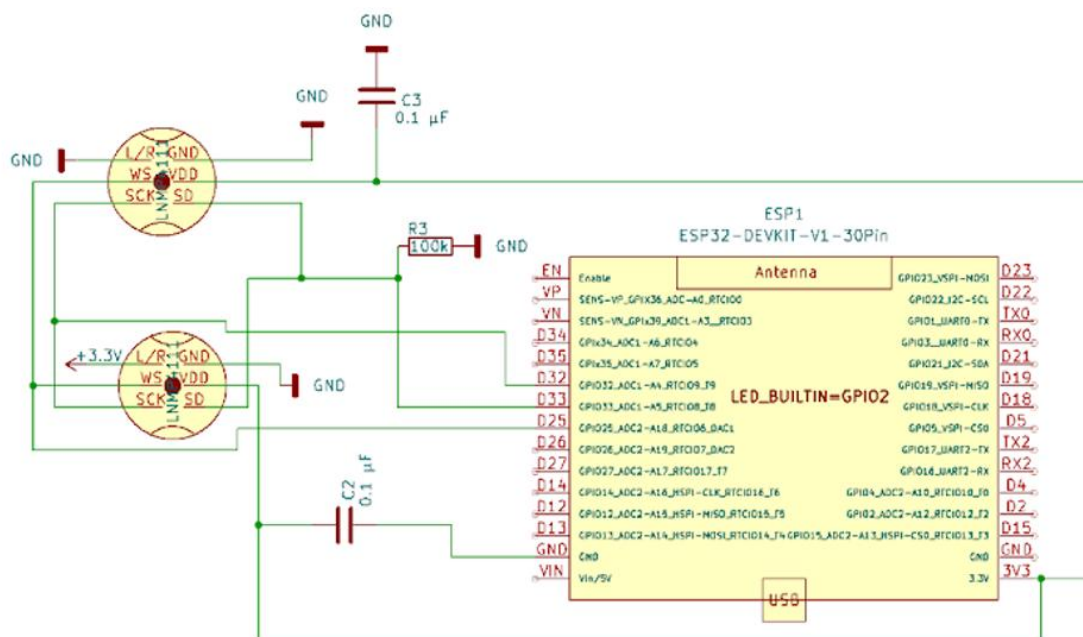 GND
C3
0.1 µF
GND
GND
L/R GND
WS VDD
SCK SD
R3
100k
GND
+3.3V
L/R GND
WS VDD
SCK SD
GND
C2
0.1 µF
ESP1
ESP32-DEVKIT-V1-30Pin
Antenna
EN Enable
VP SENS-VP_GPIX36_ADC-A0_RTCIO0
VN SENS-VN_GPIx39_ADC1-A3__RTCIO3
D34 GPIx34_ADC1-A6_RTCIO4
D35 GPIx35_ADC1-A7_RTCIO5
D32 GPIO32_ADC1-A4_RTCIO9_T9
D33 GPIO33_ADC1-A5_RTCIO8_T8
D25 GPIO25_ADC2-A18_RTCIO6_DAC1
D26 GPIO26_ADC2-A19_RTCIO7_DAC2
D27 GPIO27_ADC2-A17_RTCIO17_T7
D14 GPIO14_ADC2-A16_HSPI-CLK_RTCIO16_T6
D12 GPIO12_ADC2-A15_HSPI-MISO_RTCIO15_T5
D13 GPIO13_ADC2-A14_HSPI-MOSI_RTCIO14_T4
GND GND
VIN Vin/5V
LED_BUILTIN=GPIO2
GPIO23_VSPI-MOSI D23
GPIO22_I2C-SCL D22
GPIO1_UART0-TX TX0
GPIO3__UART0-RX RX0
GPIO21_I2C-SDA D21
GPIO19_VSPI-MISO D19
GPIO18_VSPI-CLK D18
GPIO5_VSPI-CS0 D5
GPIO17_UART2-TX TX2
GPIO16_UART2-RX RX2
GPIO4_ADC2-A10_RTCIO10_T0 D4
GPIO2_ADC2-A12_RTCIO12_T2 D2
GPIO15_ADC2-A13_HSPI-CS0_RTCIO13_T3 D15
GND GND
3.3V 3V3
USB